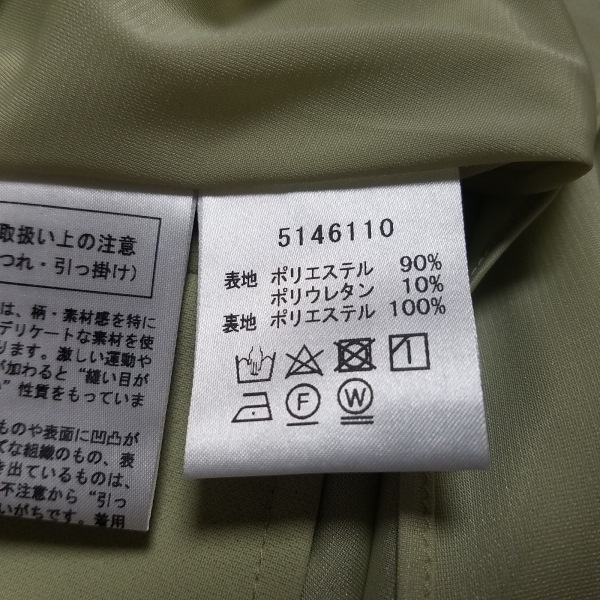 取扱い上の注意
つれ・引っ掛け）
は、柄・素材感を特に
デリケートな素材を使
ります。激しい運動や
が加わると“縫い目が
”性質をもっていま
ものや表面に凹凸が
な組織のもの、表
出ているものは、
不注意から“引っ
いがちです。着用
5146110
表地 ポリエステル 90%
ポリウレタン 10%
裏地 ポリエステル 100%
F
W